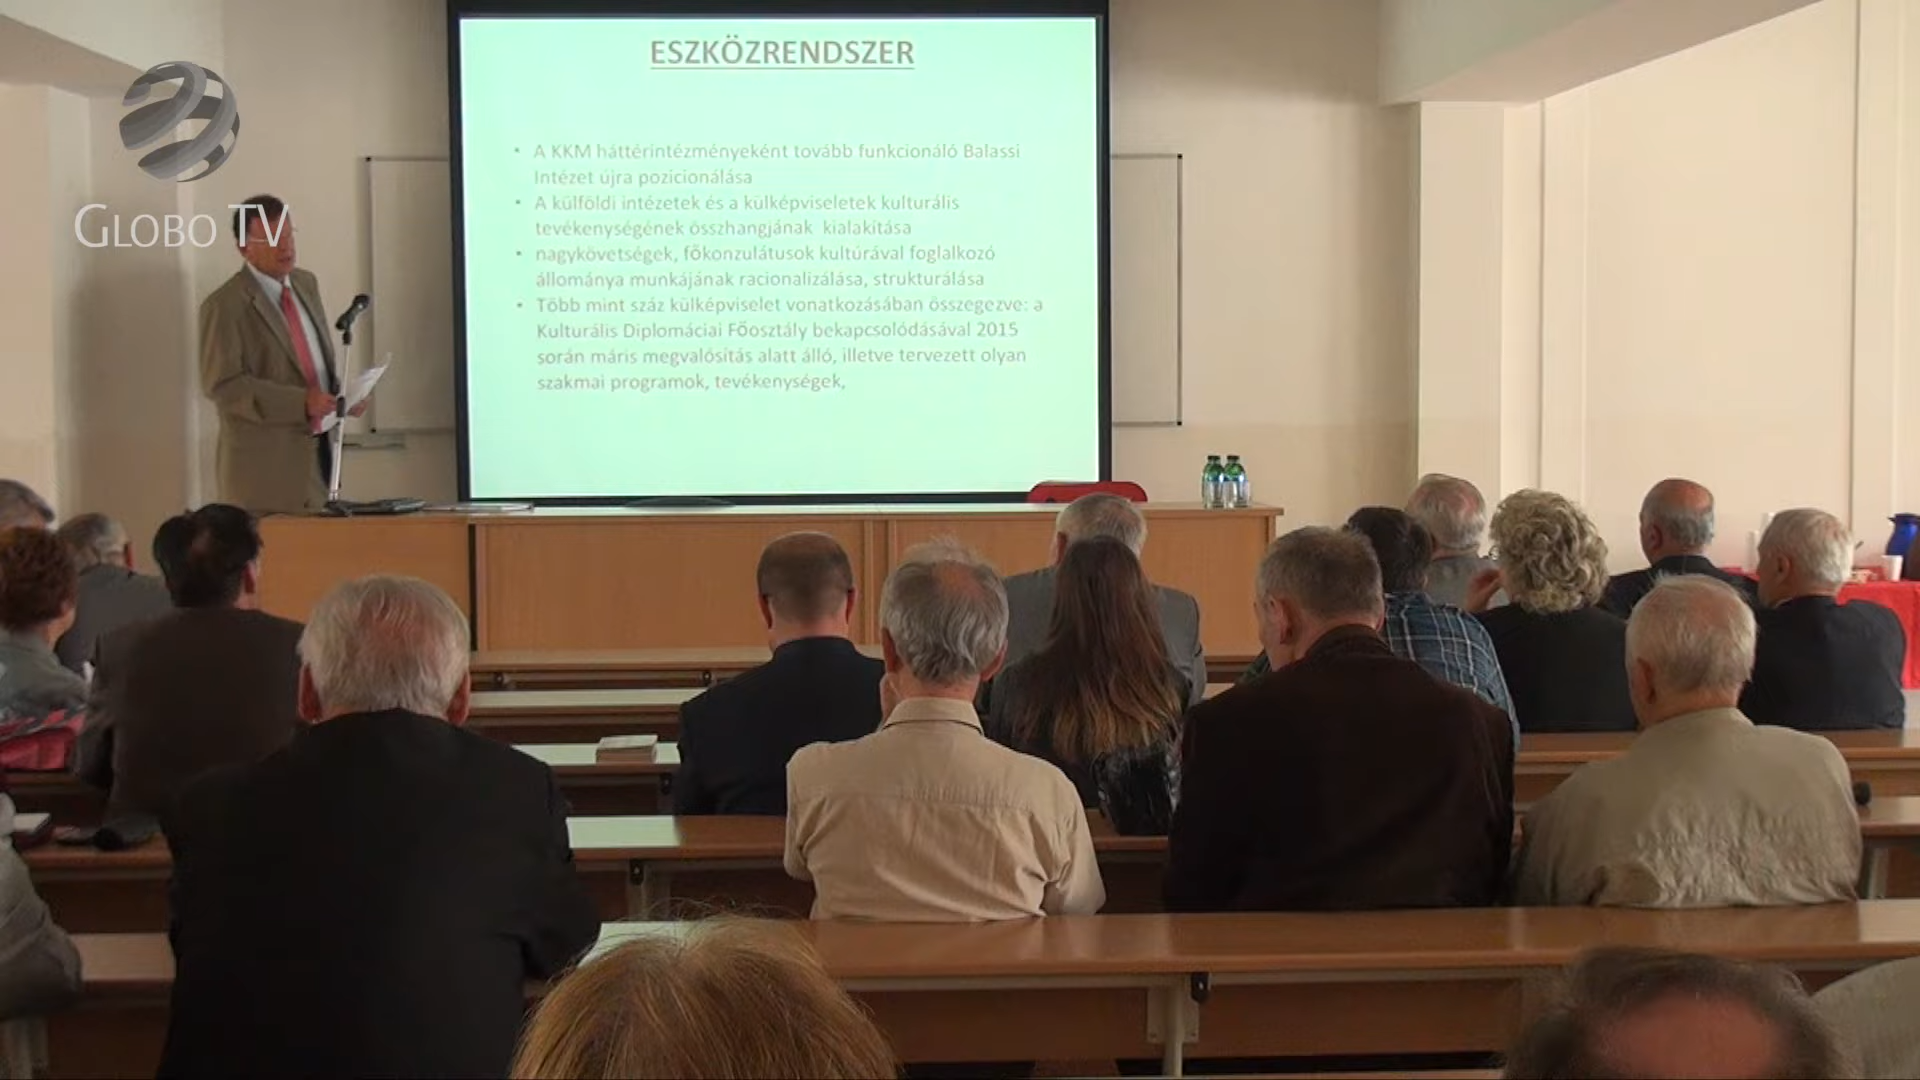 ESZKÖZRENDSZER
• A KKM háttérintézményeként tovább funkcionáló Balassi
Intézet újra pozícionálása
• A külföldi intézetek és a külképviseletek kulturális
tevékenységének összhangjának kialakítása
• nagykövetségek, főkonzulátusok kultúrával foglalkozó
állománya munkájának racionalizálása, strukturálása
• Több mint száz külképviselet vonatkozásában összegezve: a
Kulturális Diplomáciai Főosztály bekapcsolódásával 2015
során máris megvalósítás alatt álló, illetve tervezett olyan
szakmai programok, tevékenységek,
GLOBO TV